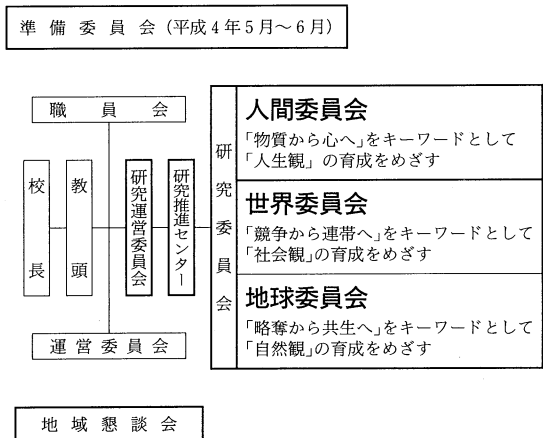 準備委員会(平成4年5月～6月)
職員会
校長
教頭
研究運営委員会
研究推進センター
研究委員会
人間委員会
「物質から心へ」をキーワードとして
「人生観」の育成をめざす
世界委員会
「競争から連帯へ」をキーワードとして
「社会観」の育成をめざす
地球委員会
「略奪から共生へ」をキーワードとして
「自然観」の育成をめざす
運営委員会
地域懇談会